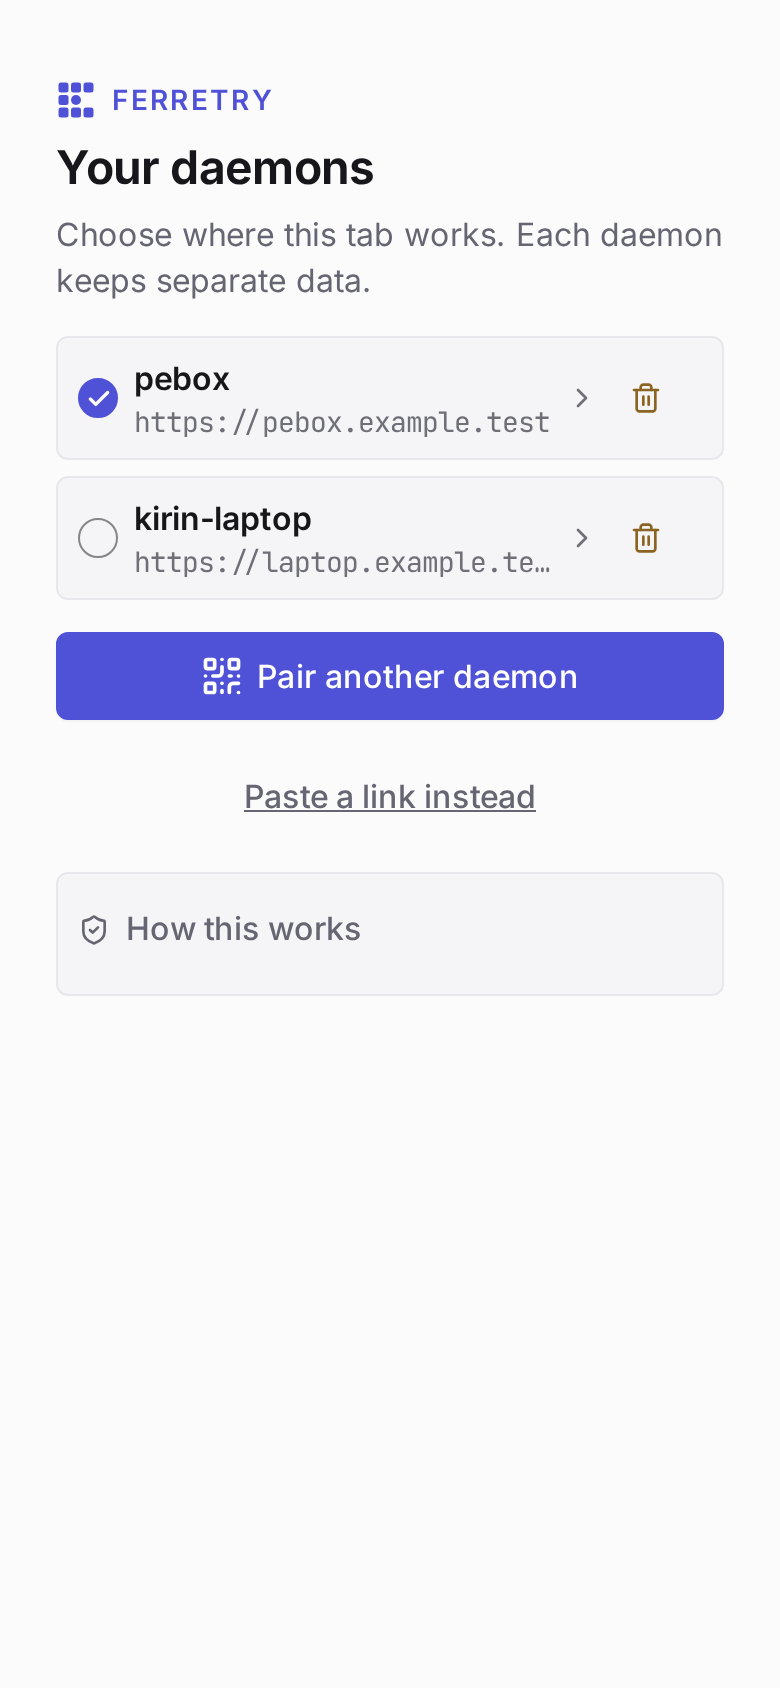 FERRETRY
Your daemons
Choose where this tab works. Each daemon
keeps separate data.
pebox
https://pebox.example.test
kirin-laptop
https://laptop.example.te…
Pair another daemon
Paste a link instead
How this works